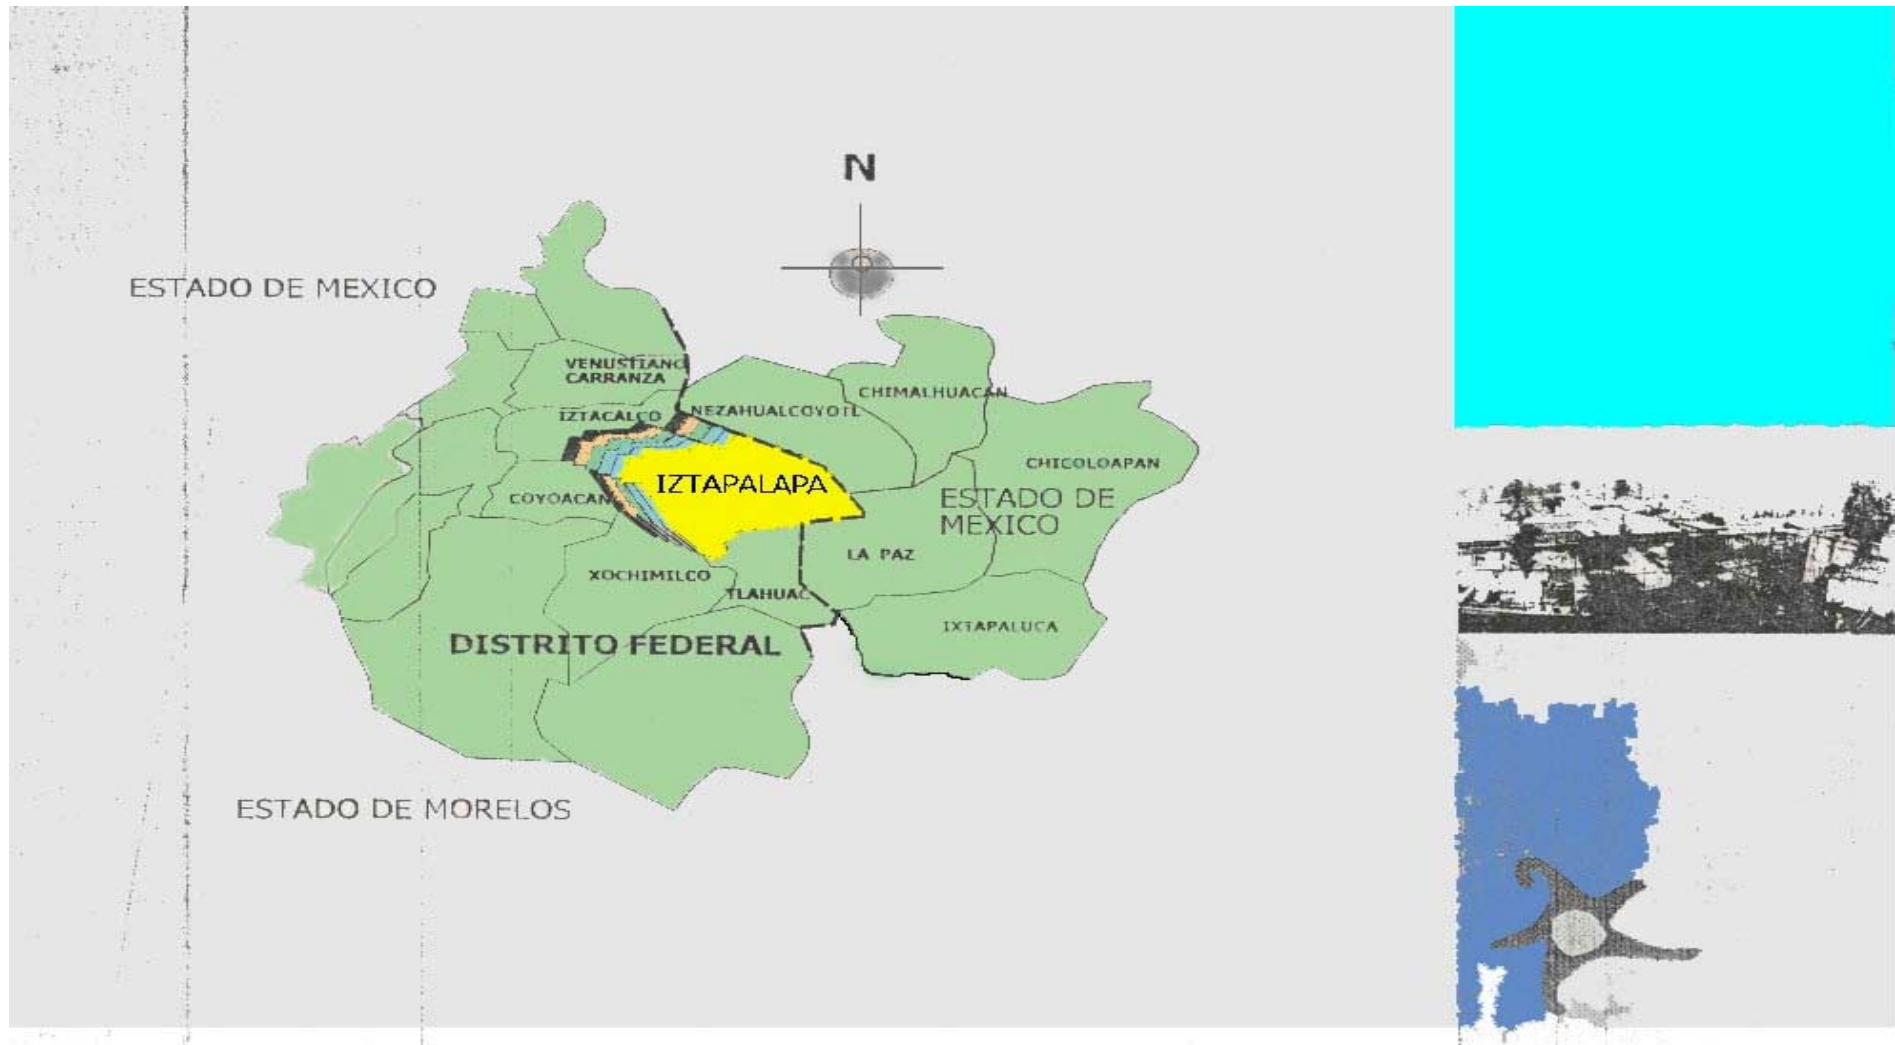 N
ESTADO DE MEXICO
VENUSTIANO
CARRANZA
CHIMALHUACAN
IZTACALCO
NEZAHUALCOYOTL
CHICOLOAPAN
IZTAPALAPA
COYOACAN
ESTADO DE
MEXICO
LA PAZ
XOCHIMILCO
TLAHUAC
IXTAPALUCA
DISTRITO FEDERAL
ESTADO DE MORELOS